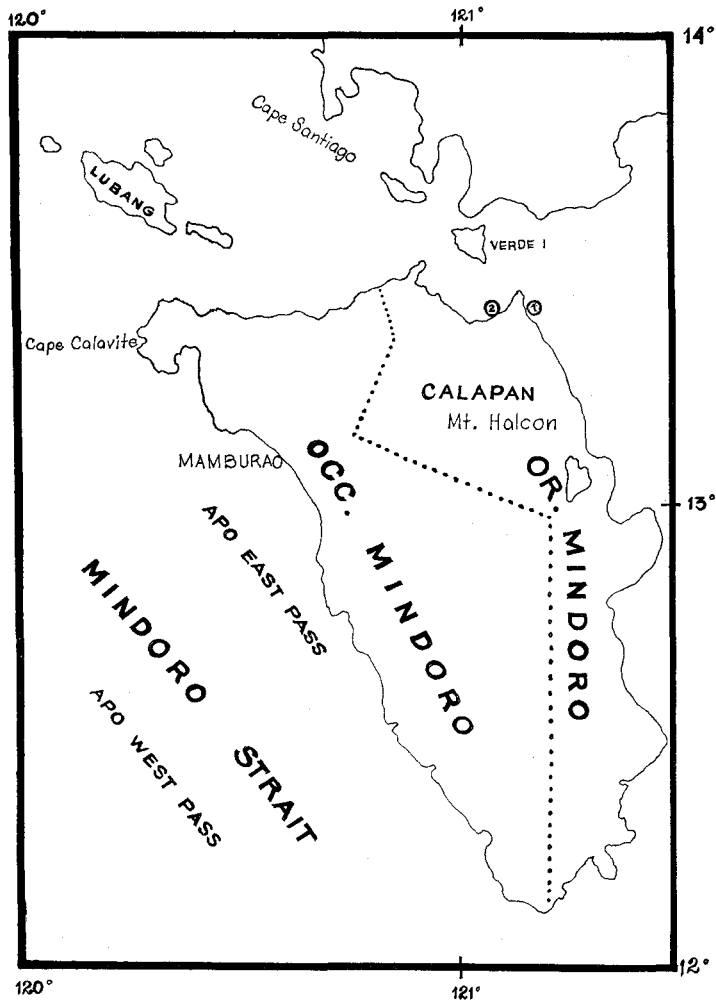 120°
121°
14°
Cape Santiago
LUBANG
VERDE I
② ①
Cape Calavite
CALAPAN
Mt. Halcon
MAMBURAO
OCC. MINDORO
OR. MINDORO
13°
APO EAST PASS
MINDORO STRAIT
APO WEST PASS
12°
120°
121°